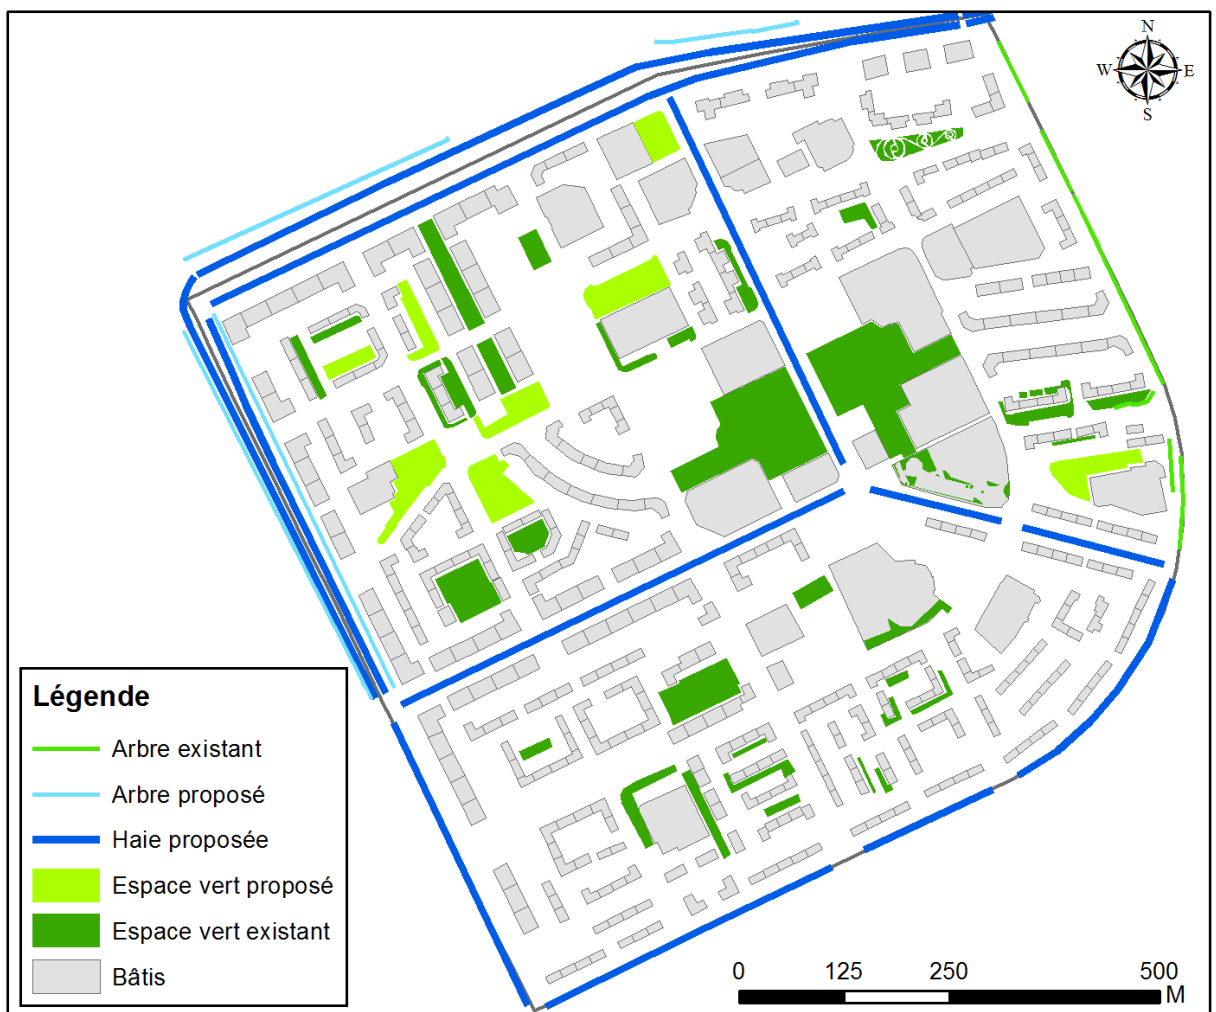 N
W E
S
Légende
Arbre existant
Arbre proposé
Haie proposée
Espace vert proposé
Espace vert existant
Bâtis
0 125 250 500
M